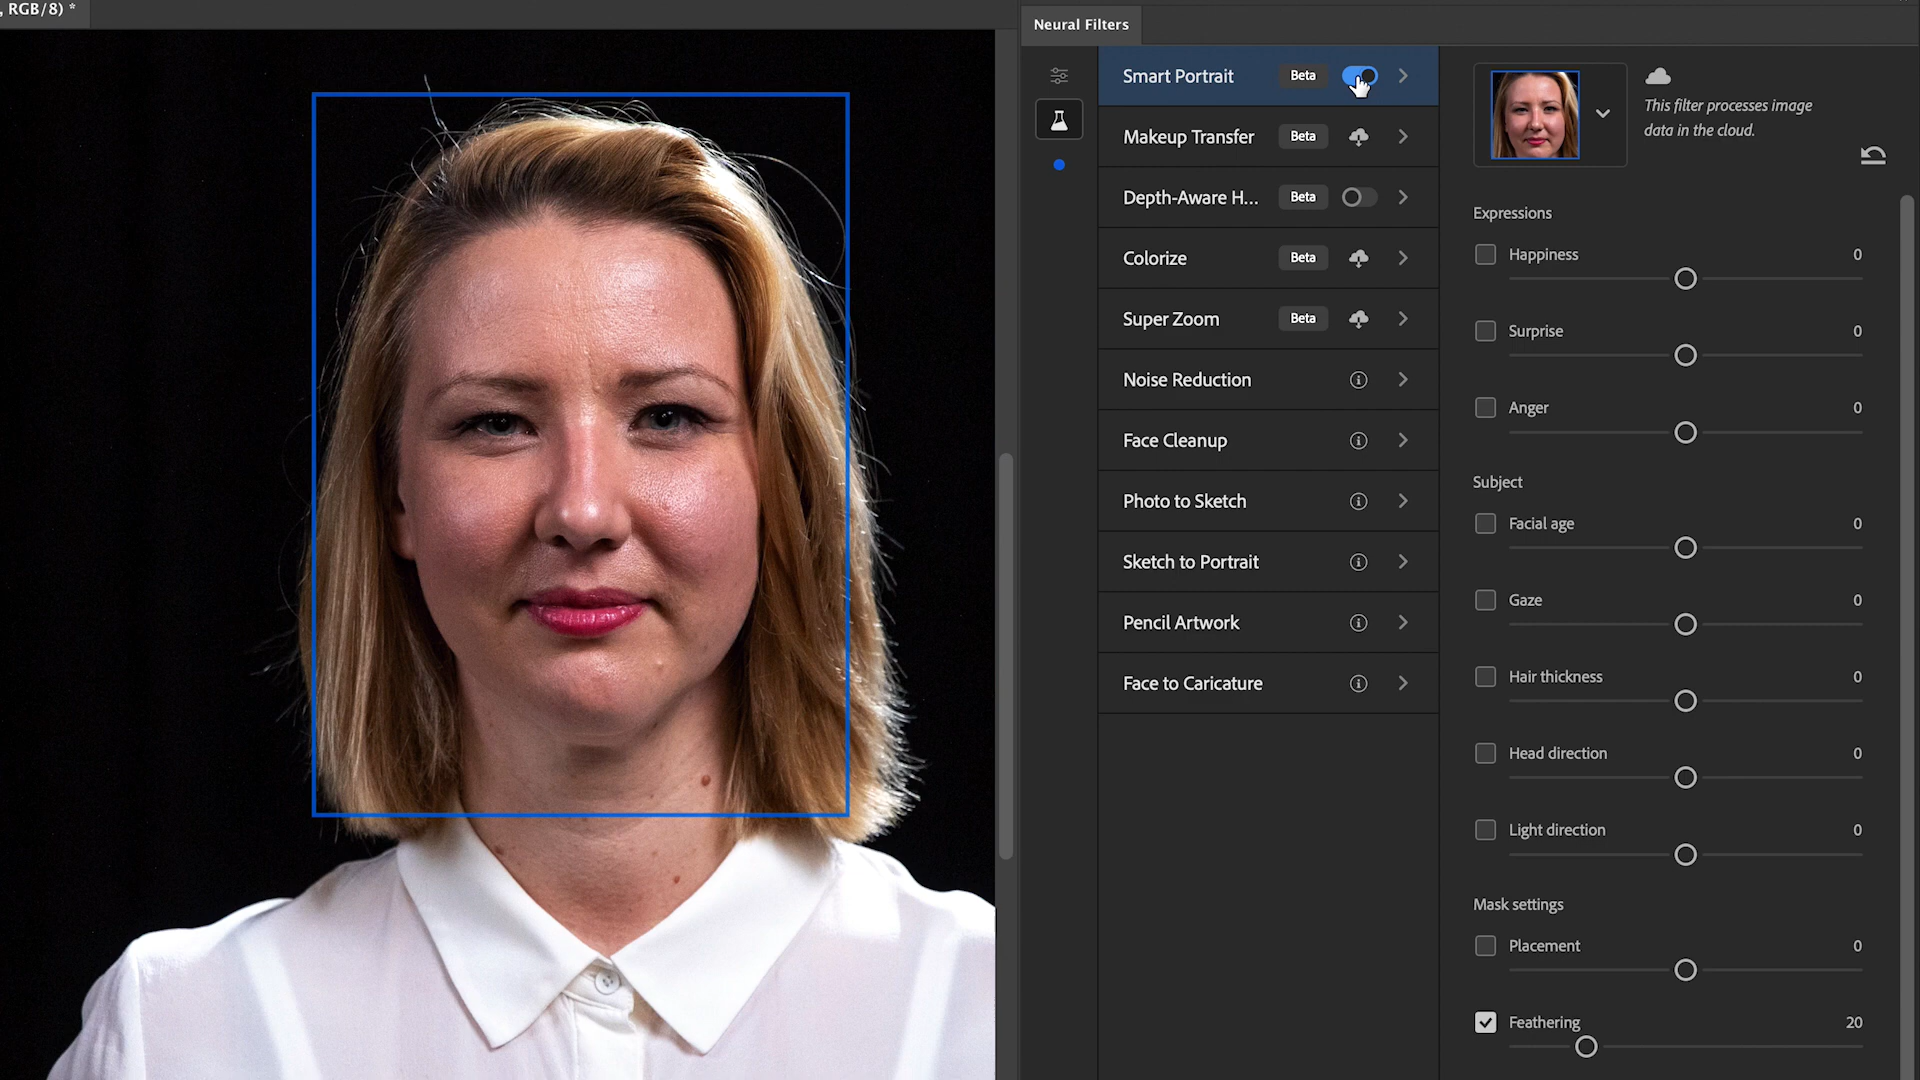 , RGB/8) *
Neural Filters
Smart Portrait Beta
Makeup Transfer Beta
Depth-Aware H... Beta
Colorize Beta
Super Zoom Beta
Noise Reduction
Face Cleanup
Photo to Sketch
Sketch to Portrait
Pencil Artwork
Face to Caricature
This filter processes image
data in the cloud.
Expressions
Happiness 0
Surprise 0
Anger 0
Subject
Facial age 0
Gaze 0
Hair thickness 0
Head direction 0
Light direction 0
Mask settings
Placement 0
Feathering 20